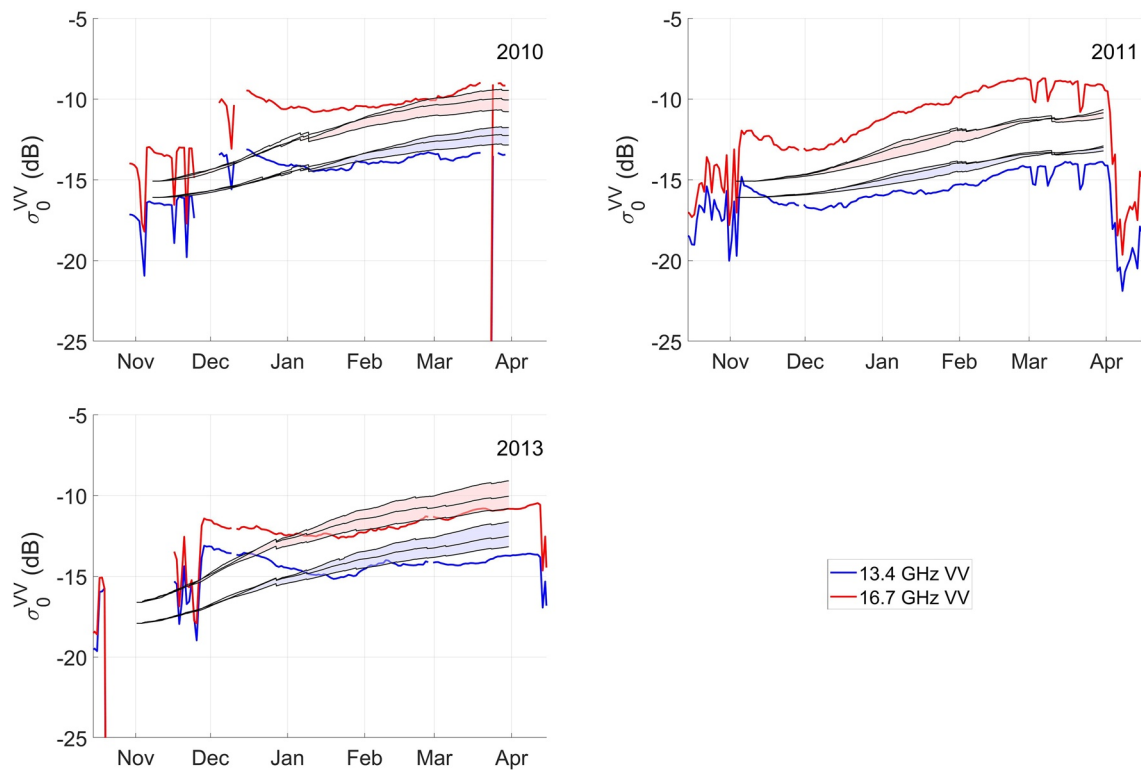 -5
2010
-10
-15
-20
-25
σ₀ⱽⱽ (dB)
Nov Dec Jan Feb Mar Apr
-5
2011
-10
-15
-20
-25
σ₀ⱽⱽ (dB)
Nov Dec Jan Feb Mar Apr
-5
2013
-10
-15
-20
-25
σ₀ⱽⱽ (dB)
Nov Dec Jan Feb Mar Apr
13.4 GHz VV
16.7 GHz VV